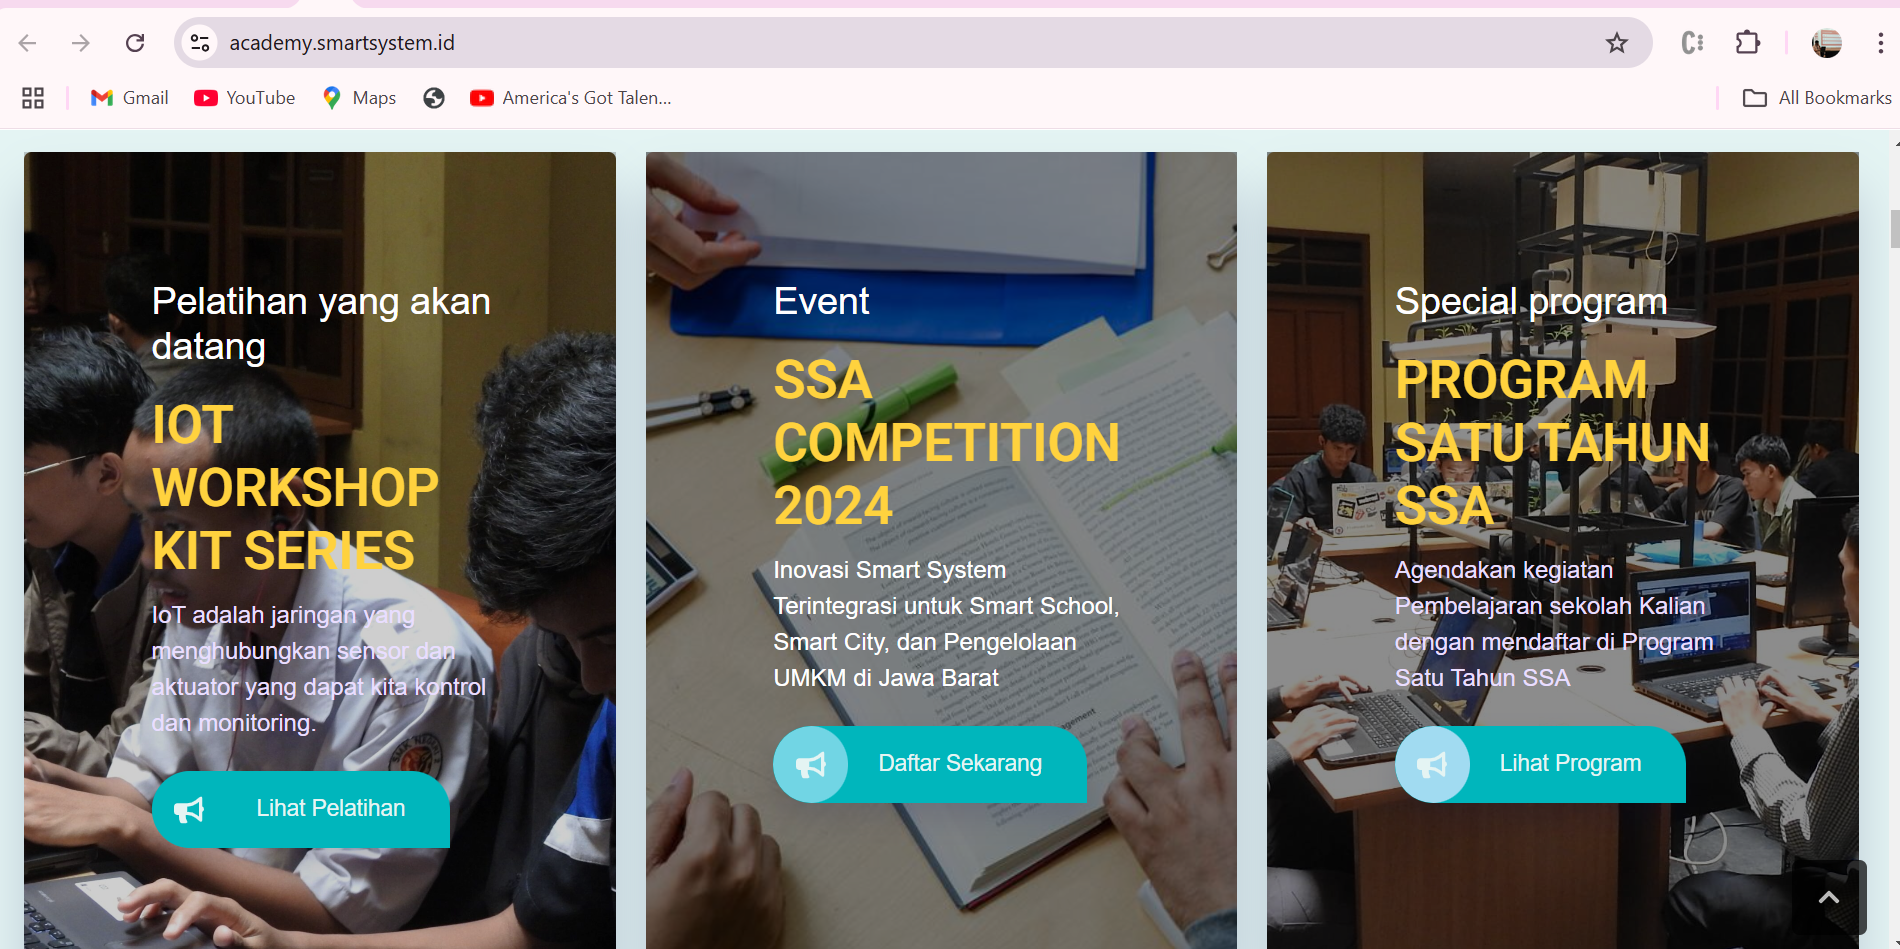 academy.smartsystem.id
Gmail
YouTube
Maps
America's Got Talen...
All Bookmarks
Pelatihan yang akan
datang
IOT
WORKSHOP
KIT SERIES
IoT adalah jaringan yang
menghubungkan sensor dan
aktuator yang dapat kita kontrol
dan monitoring.
Lihat Pelatihan
Event
SSA
COMPETITION
2024
Inovasi Smart System
Terintegrasi untuk Smart School,
Smart City, dan Pengelolaan
UMKM di Jawa Barat
Daftar Sekarang
Special program
PROGRAM
SATU TAHUN
SSA
Agendakan kegiatan
Pembelajaran sekolah Kalian
dengan mendaftar di Program
Satu Tahun SSA
Lihat Program